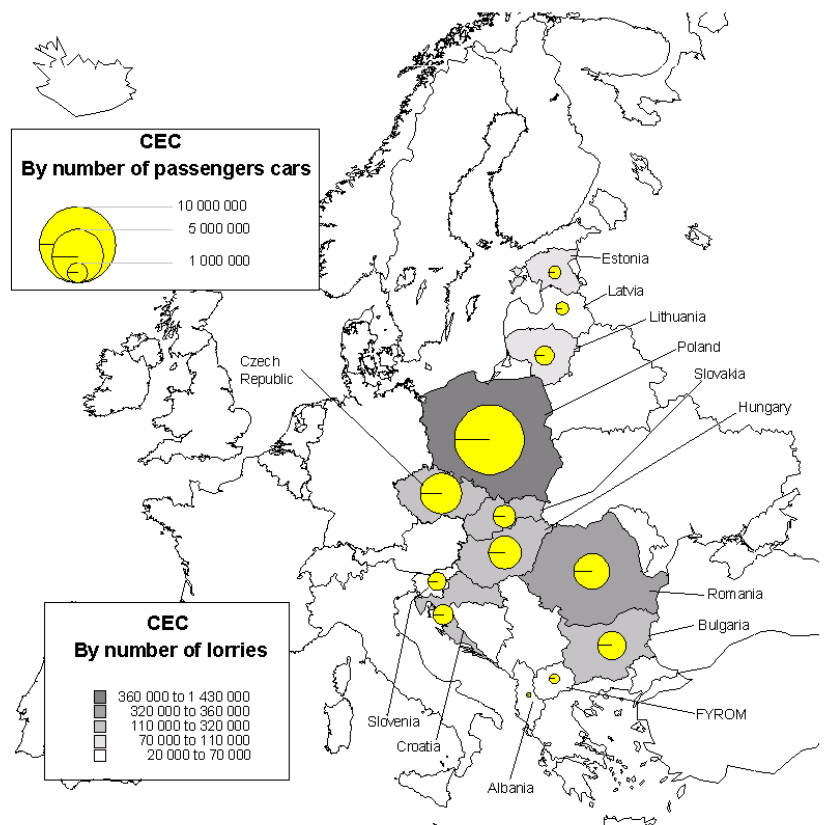 CEC
By number of passengers cars
10 000 000
5 000 000
1 000 000
Estonia
Latvia
Lithuania
Poland
Slovakia
Hungary
Czech
Republic
Romania
Bulgaria
FYROM
Slovenia
Croatia
Albania
CEC
By number of lorries
360 000 to 1 430 000
320 000 to 360 000
110 000 to 320 000
70 000 to 110 000
20 000 to 70 000